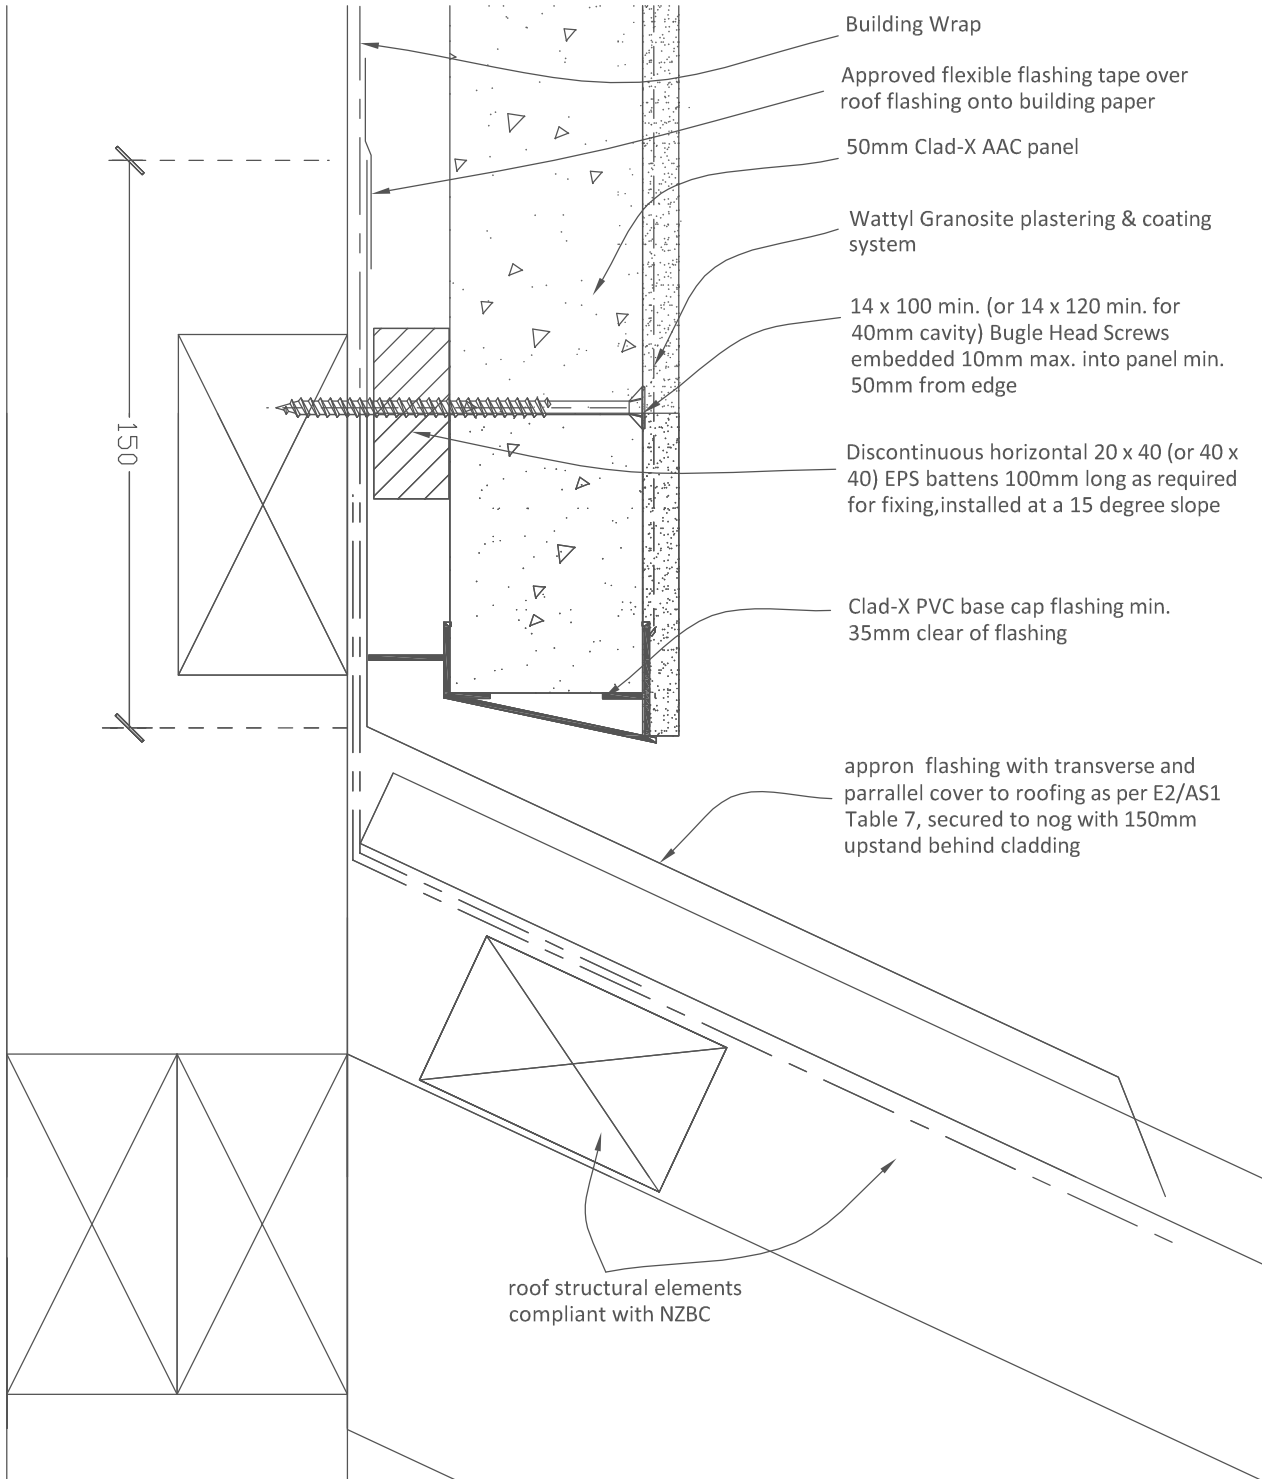 Building Wrap
Approved flexible flashing tape over
roof flashing onto building paper
50mm Clad-X AAC panel
Wattyl Granosite plastering & coating
system
14 x 100 min. (or 14 x 120 min. for
40mm cavity) Bugle Head Screws
embedded 10mm max. into panel min.
50mm from edge
150
Discontinuous horizontal 20 x 40 (or 40 x
40) EPS battens 100mm long as required
for fixing,installed at a 15 degree slope
Clad-X PVC base cap flashing min.
35mm clear of flashing
appron flashing with transverse and
parrallel cover to roofing as per E2/AS1
Table 7, secured to nog with 150mm
upstand behind cladding
roof structural elements
compliant with NZBC